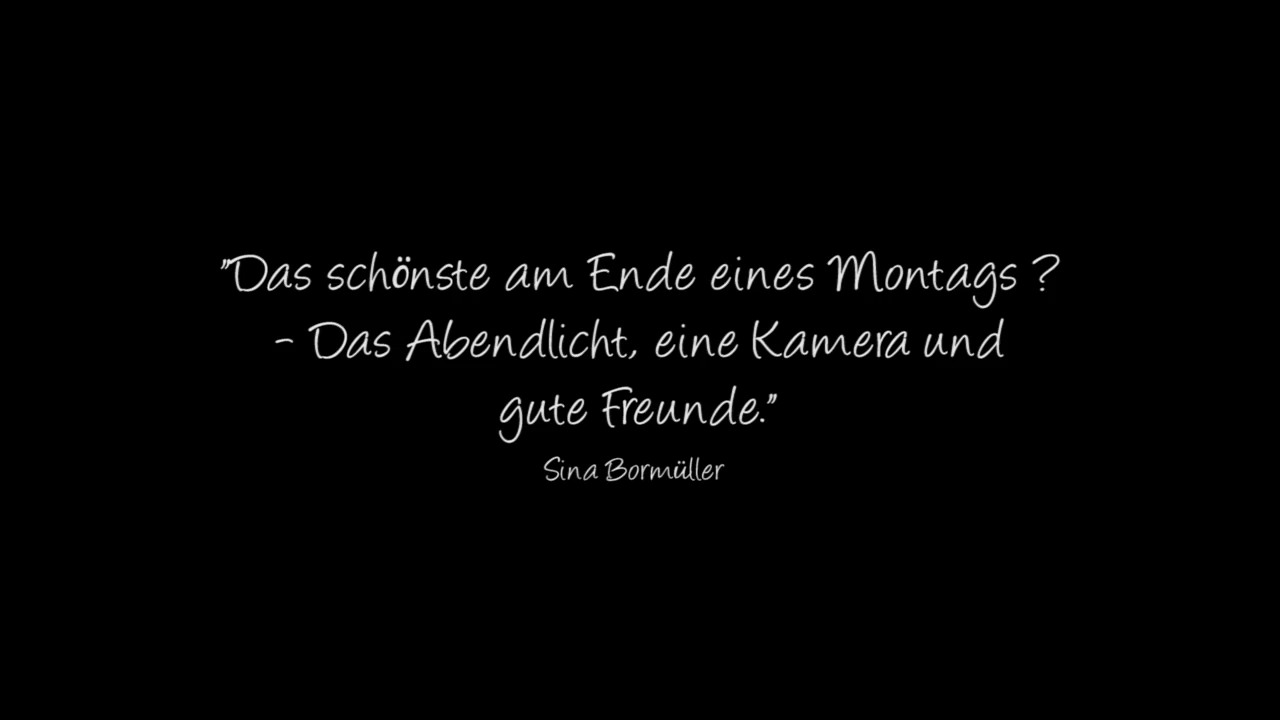 "Das schönste am Ende eines Montags ?
- Das Abendlicht, eine Kamera und
gute Freunde."
Sina Bormüller